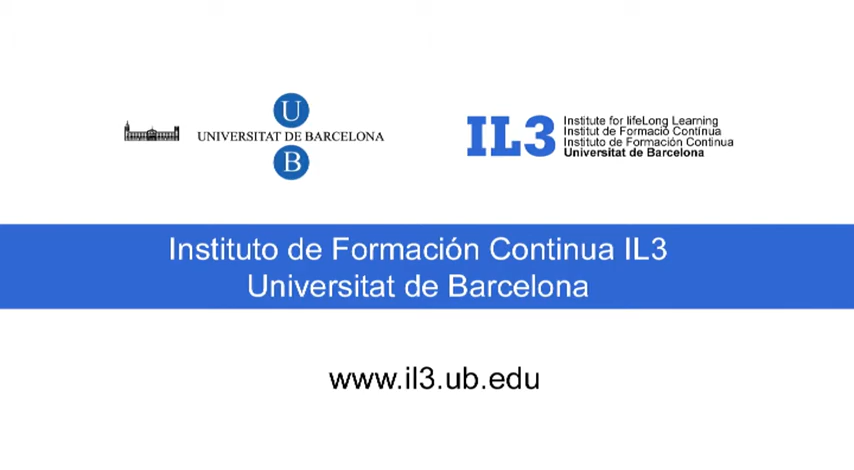 U
UNIVERSITAT DE BARCELONA
B
IL3
Institute for lifeLong Learning
Institut de Formació Contínua
Instituto de Formación Continua
Universitat de Barcelona
Instituto de Formación Continua IL3
Universitat de Barcelona
www.il3.ub.edu